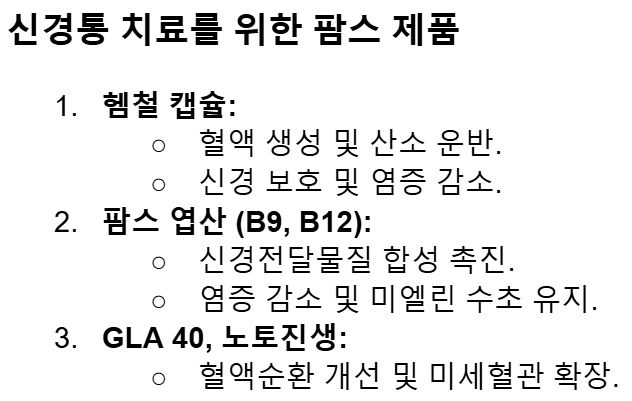 신경통 치료를 위한 팜스 제품
1. 헴철 캡슐:
○ 혈액 생성 및 산소 운반.
○ 신경 보호 및 염증 감소.
2. 팜스 엽산 (B9, B12):
○ 신경전달물질 합성 촉진.
○ 염증 감소 및 미엘린 수초 유지.
3. GLA 40, 노토진생:
○ 혈액순환 개선 및 미세혈관 확장.